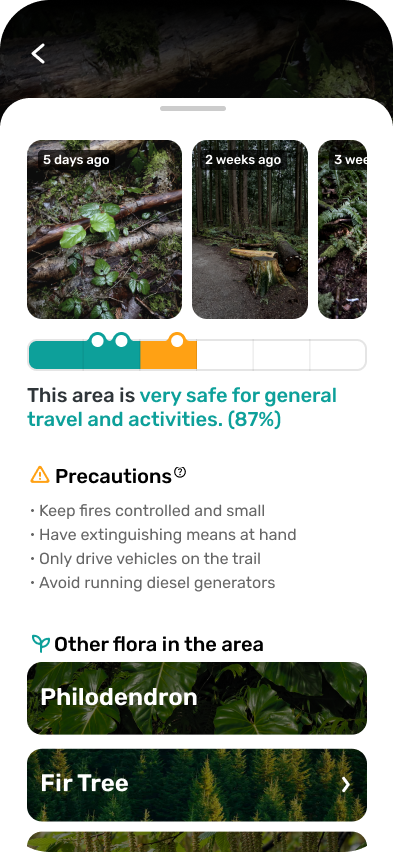 5 days ago
2 weeks ago
3 wee
This area is very safe for general
travel and activities. (87%)
Precautions?
· Keep fires controlled and small
· Have extinguishing means at hand
· Only drive vehicles on the trail
· Avoid running diesel generators
Other flora in the area
Philodendron
Fir Tree